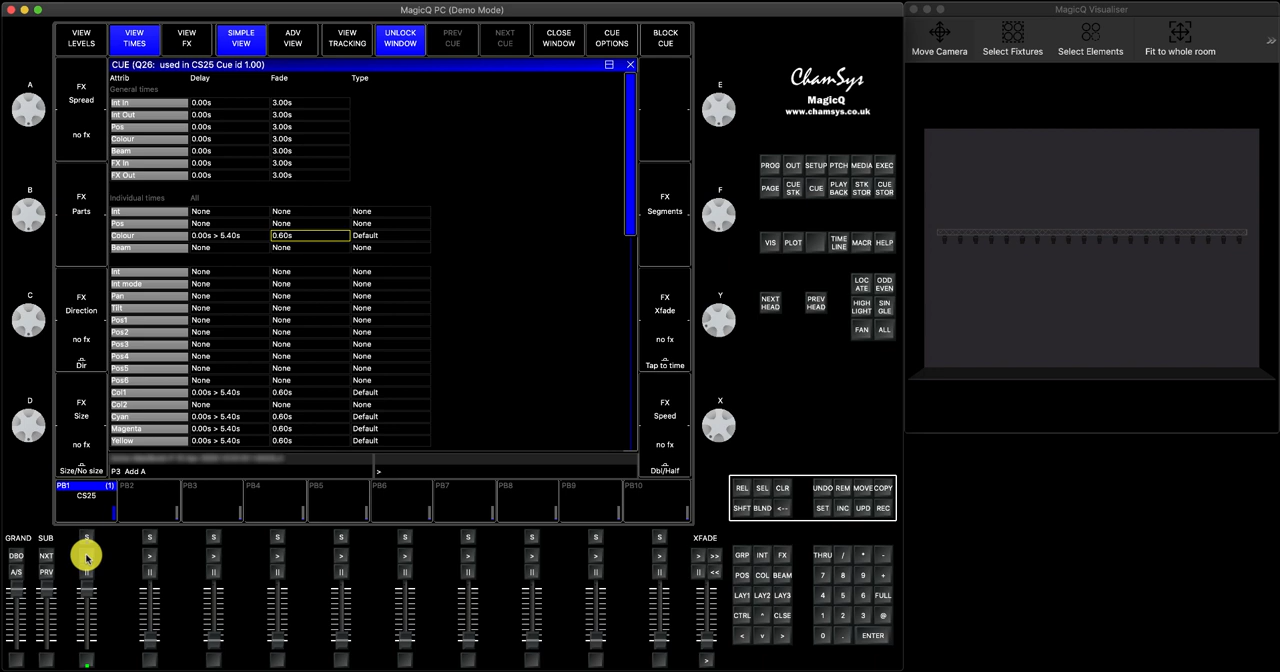 MagicQ PC (Demo Mode)
MagicQ Visualiser
VIEW LEVELS
VIEW TIMES
VIEW FX
SIMPLE VIEW
ADV VIEW
VIEW TRACKING
UNLOCK WINDOW
PREV CUE
NEXT CUE
CLOSE WINDOW
CUE OPTIONS
BLOCK CUE
Move Camera
Select Fixtures
Select Elements
Fit to whole room
CUE (Q26: used in CS25 Cue id 1.00)
Attrib Delay Fade Type
General times
Int In 0.00s 3.00s
Int Out 0.00s 3.00s
Pos 0.00s 3.00s
Colour 0.00s 3.00s
Beam 0.00s 3.00s
FX In 0.00s 3.00s
FX Out 0.00s 3.00s
Individual times All
Int None None None
Pos None None None
Colour 0.00s > 5.40s 0.60s Default
Beam None None None
Int None None None
Int mode None None None
Pan None None None
Tilt None None None
Pos1 None None None
Pos2 None None None
Pos3 None None None
Pos4 None None None
Pos5 None None None
Pos6 None None None
Col1 0.00s > 5.40s 0.60s Default
Col2 None None None
Cyan 0.00s > 5.40s 0.60s Default
Magenta 0.00s > 5.40s 0.60s Default
Yellow 0.00s > 5.40s 0.60s Default
P3 Add A >
A
FX
Spread
no fx
B
FX
Parts
C
FX
Direction
no fx
Dir
D
FX
Size
no fx
Size/No size
E
F
FX
Segments
Y
FX
Xfade
no fx
Tap to time
X
FX
Speed
no fx
Dbl/Half
PB1 (1) PB2 PB3 PB4 PB5 PB6 PB7 PB8 PB9 PB10
CS25
GRAND SUB
DBO NXT
A/S PRV
S S S S S S S S S S
> > > > > > > > >
|| || || || || || || || || ||
XFADE
> >>
|| <<
>
ChamSys
MagicQ
www.chamsys.co.uk
PROG OUT SETUP PTCH MEDIA EXEC
PAGE CUE STK CUE PLAY BACK STK STOR CUE STOR
VIS PLOT TIME LINE MACR HELP
NEXT HEAD
PREV HEAD
LOC ATE ODD EVEN
HIGH LIGHT SIN GLE
FAN ALL
REL SEL CLR UNDO REM MOVE COPY
SHFT BLND <-- SET INC UPD REC
GRP INT FX THRU / * -
POS COL BEAM 7 8 9 +
LAY1 LAY2 LAY3 4 5 6 FULL
CTRL ^ CLSE 1 2 3 @
< v > 0 . ENTER